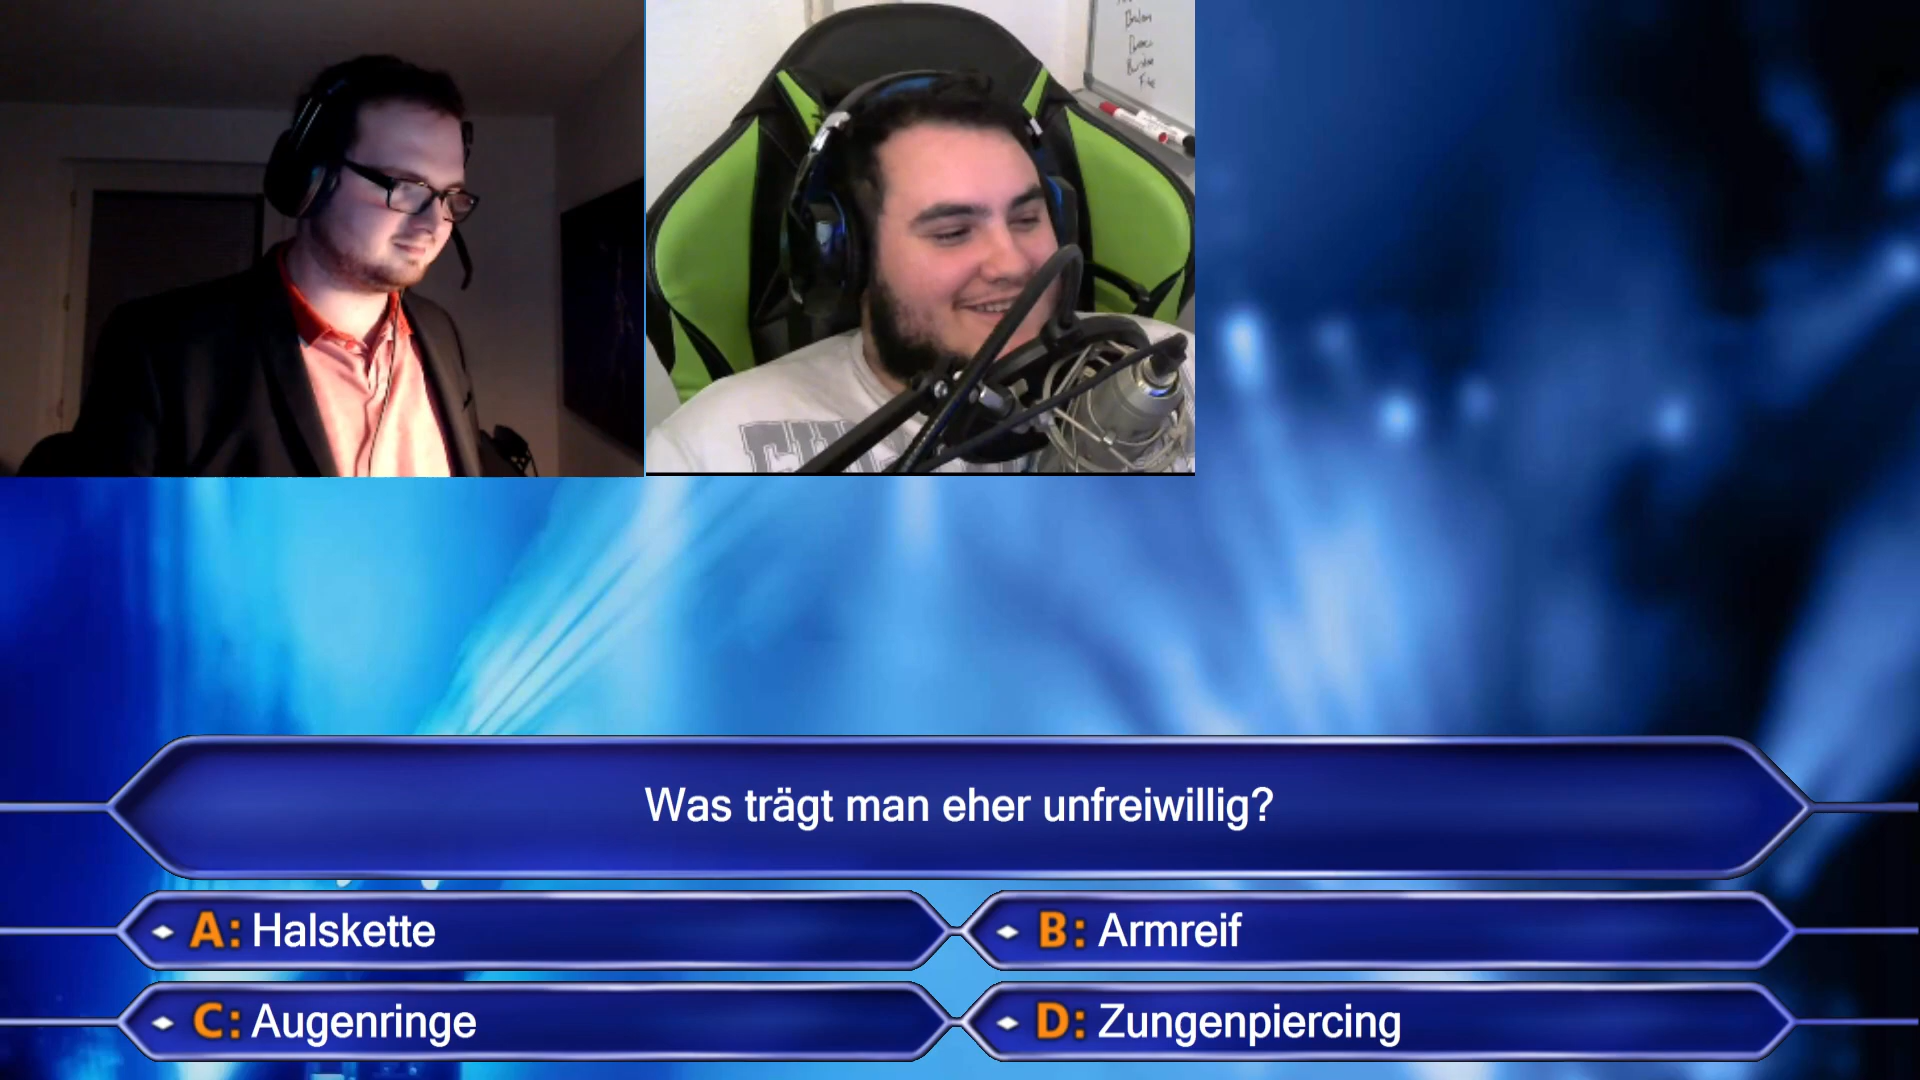 Was trägt man eher unfreiwillig?
A: Halskette
B: Armreif
C: Augenringe
D: Zungenpiercing